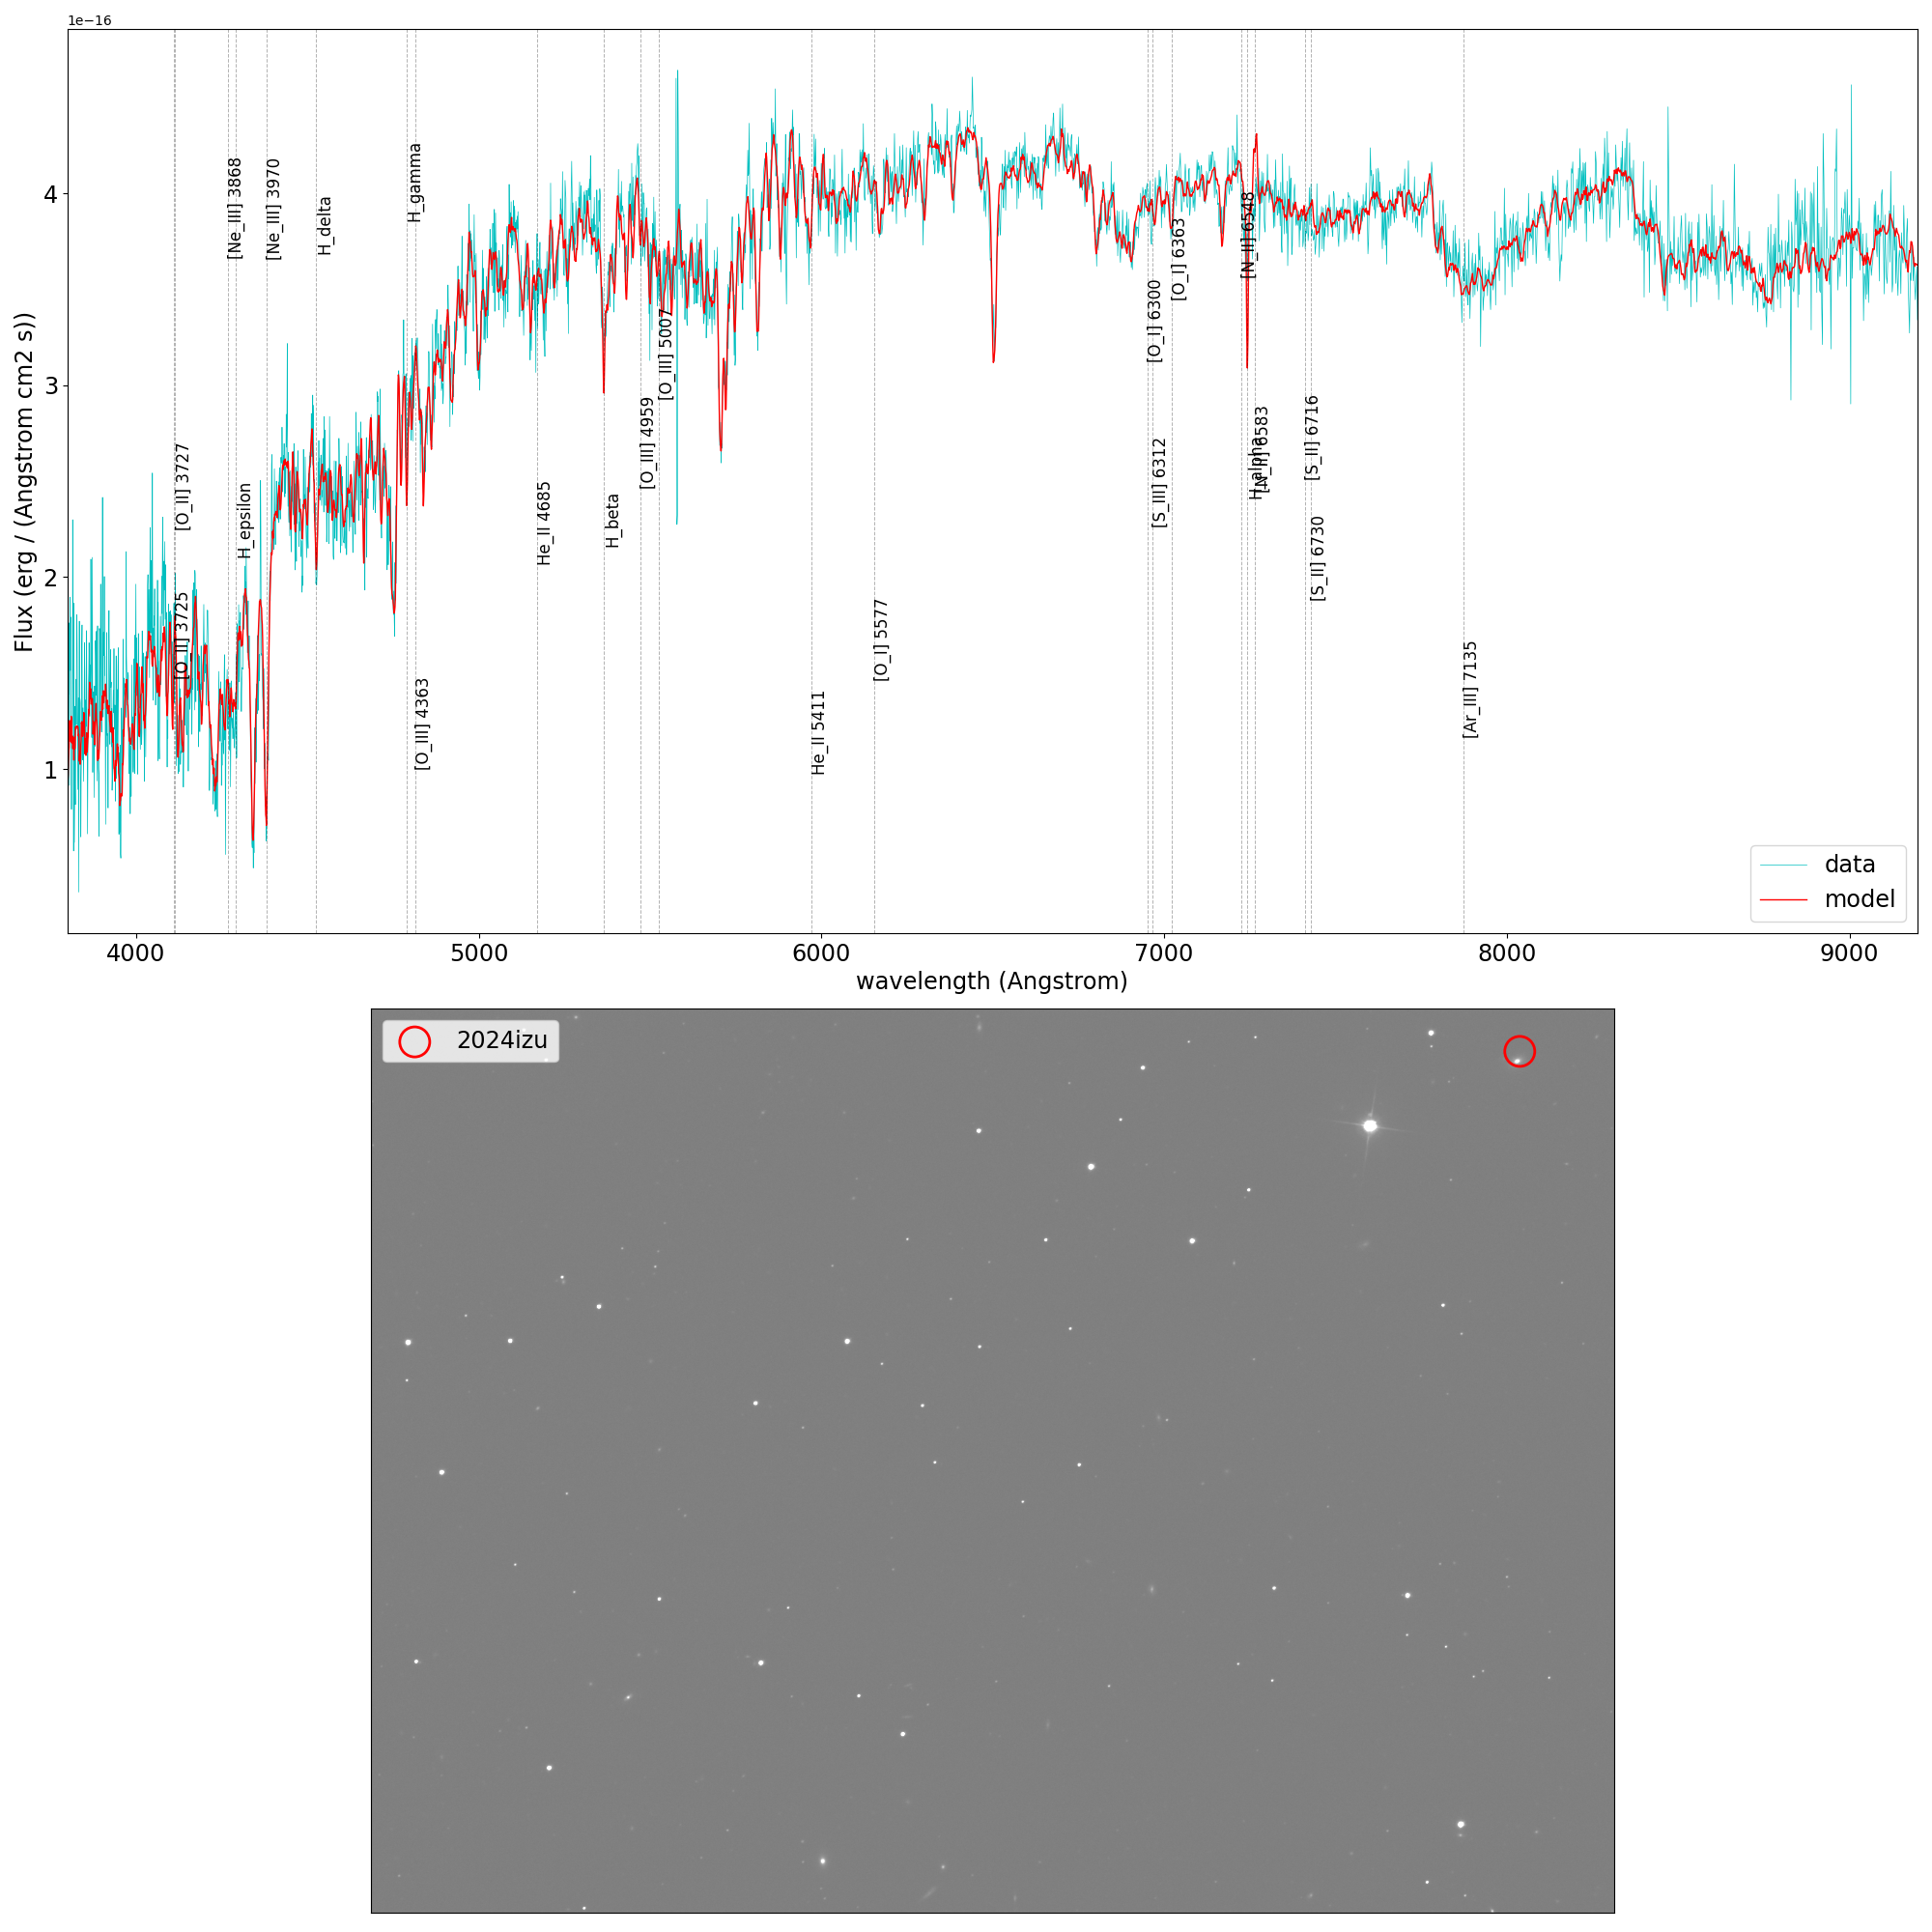 1e−16
Flux (erg / (Angstrom cm2 s))
4
3
2
1
[O_II] 3725
[O_II] 3727
[Ne_III] 3868
H_epsilon
[Ne_III] 3970
H_delta
H_gamma
[O_III] 4363
He_II 4685
H_beta
[O_III] 4959
[O_III] 5007
He_II 5411
[O_I] 5577
[O_I] 6300
[S_III] 6312
[O_I] 6363
[N_II] 6548
H_alpha
[N_II] 6583
[S_II] 6716
[S_II] 6730
[Ar_III] 7135
data
model
4000 5000 6000 7000 8000 9000
wavelength (Angstrom)
2024izu